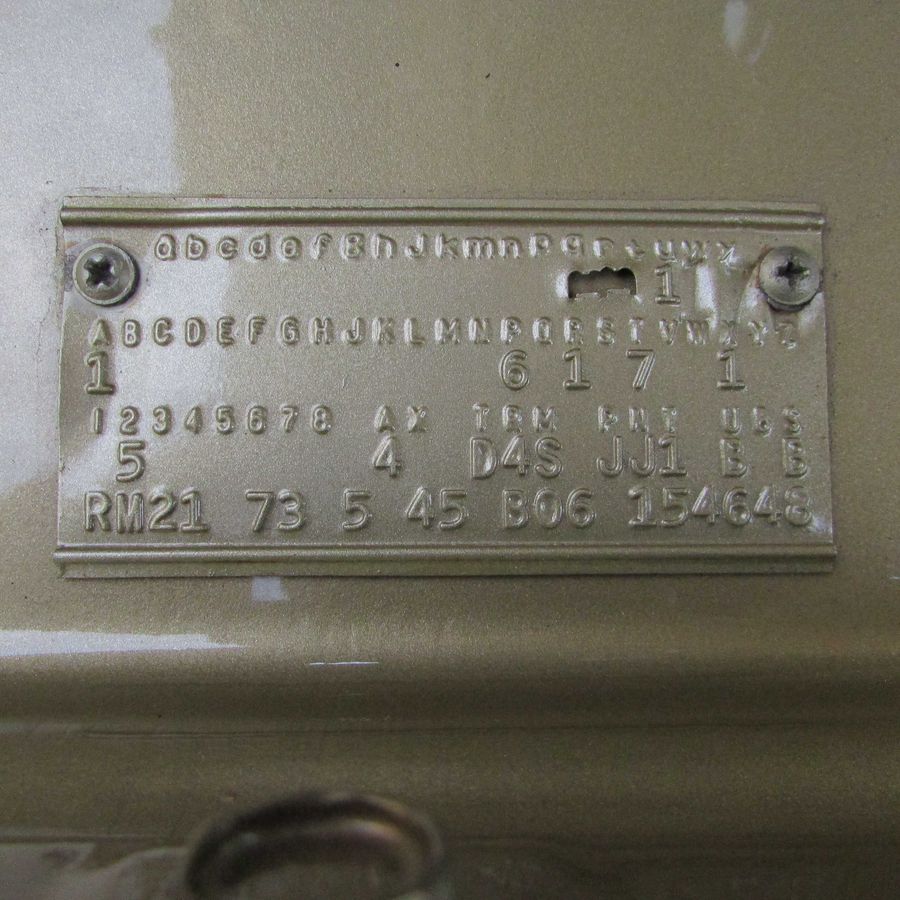 abcdefghJkmnpqrtuwx
1
ABCDEFGHJKLMNPQRSTVWXYZ
1 6 1 7 1
12345678 AX TRM PNT UBS
5 4 D4S JJ1 B B
RM21 73 5 45 B06 154648